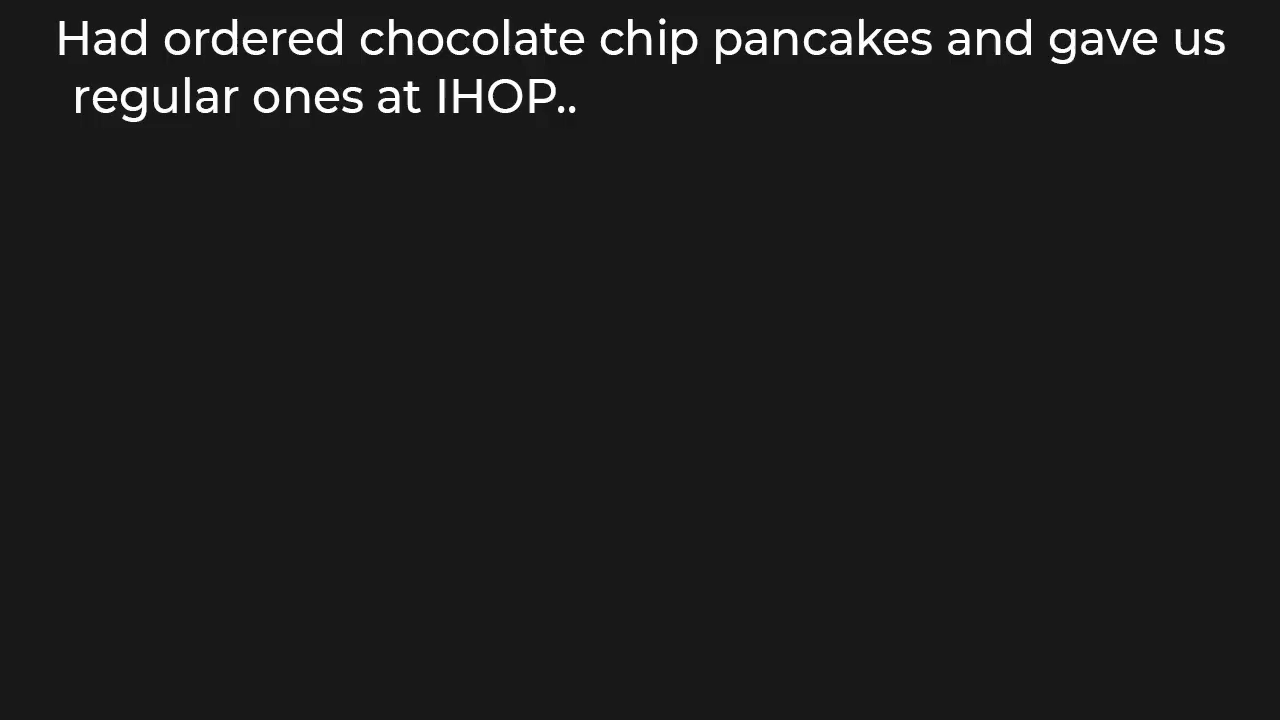 Had ordered chocolate chip pancakes and gave us
regular ones at IHOP..